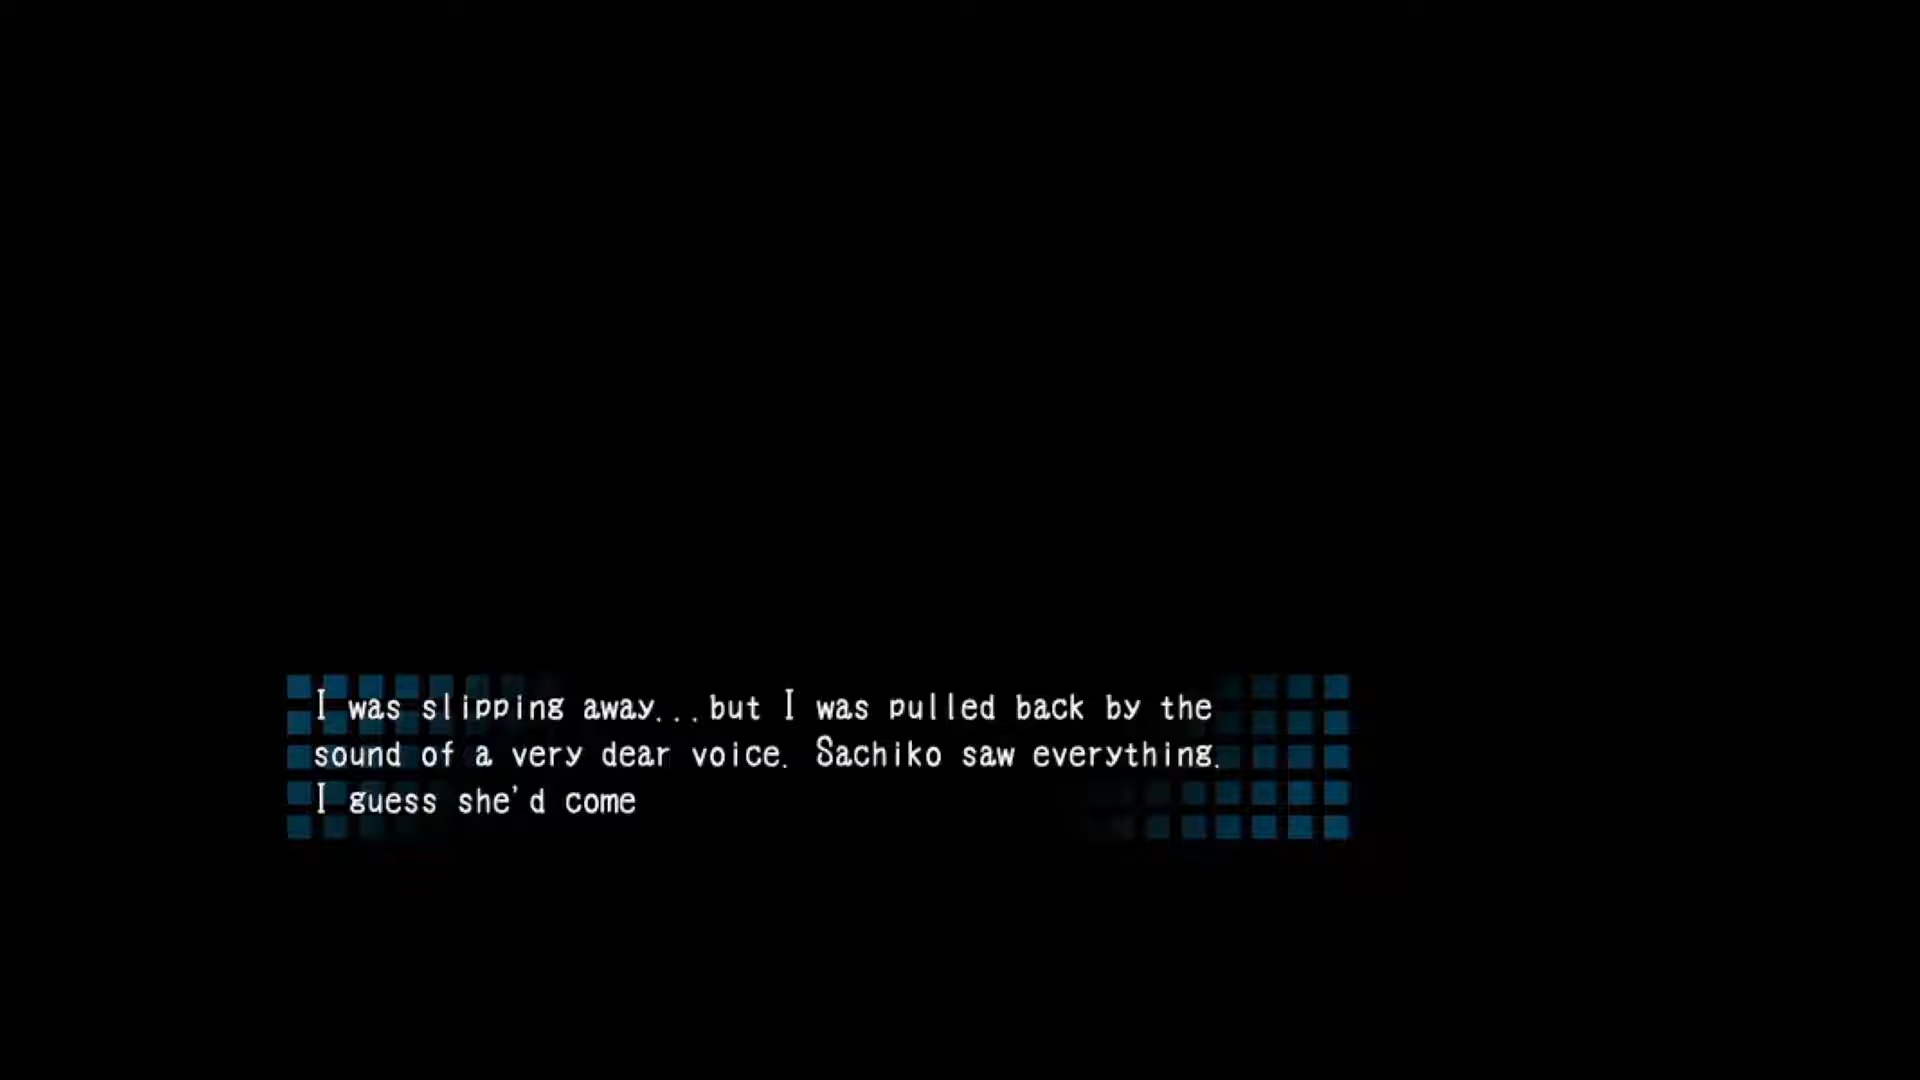 I was slipping away...but I was pulled back by the
sound of a very dear voice. Sachiko saw everything.
I guess she'd come